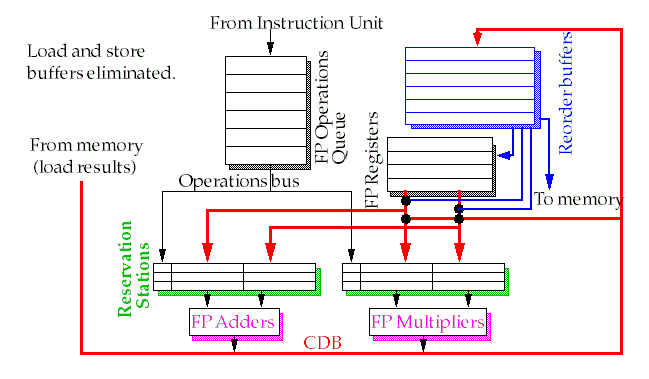 From Instruction Unit
Load and store
buffers eliminated.
FP Operations
Queue
Reorder buffers
From memory
(load results)
FP Registers
Operations bus
To memory
Reservation
Stations
FP Adders
FP Multipliers
CDB